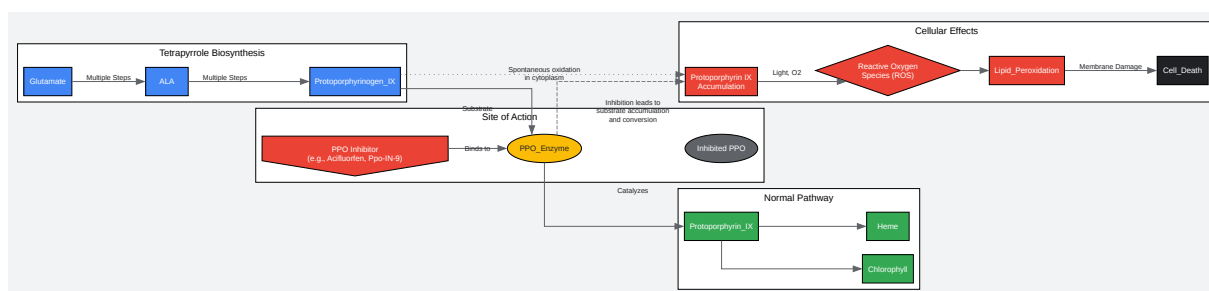 Tetrapyrrole Biosynthesis
Glutamate
Multiple Steps
ALA
Multiple Steps
Protoporphyrinogen_IX
Spontaneous oxidation
in cytoplasm
Cellular Effects
Protoporphyrin IX
Accumulation
Light, O2
Reactive Oxygen
Species (ROS)
Lipid_Peroxidation
Membrane Damage
Cell_Death
Substrate
Inhibition leads to
substrate accumulation
and conversion
Site of Action
PPO Inhibitor
(e.g., Acifluorfen, Ppo-IN-9)
Binds to
PPO_Enzyme
Inhibited PPO
Catalyzes
Normal Pathway
Protoporphyrin_IX
Heme
Chlorophyll